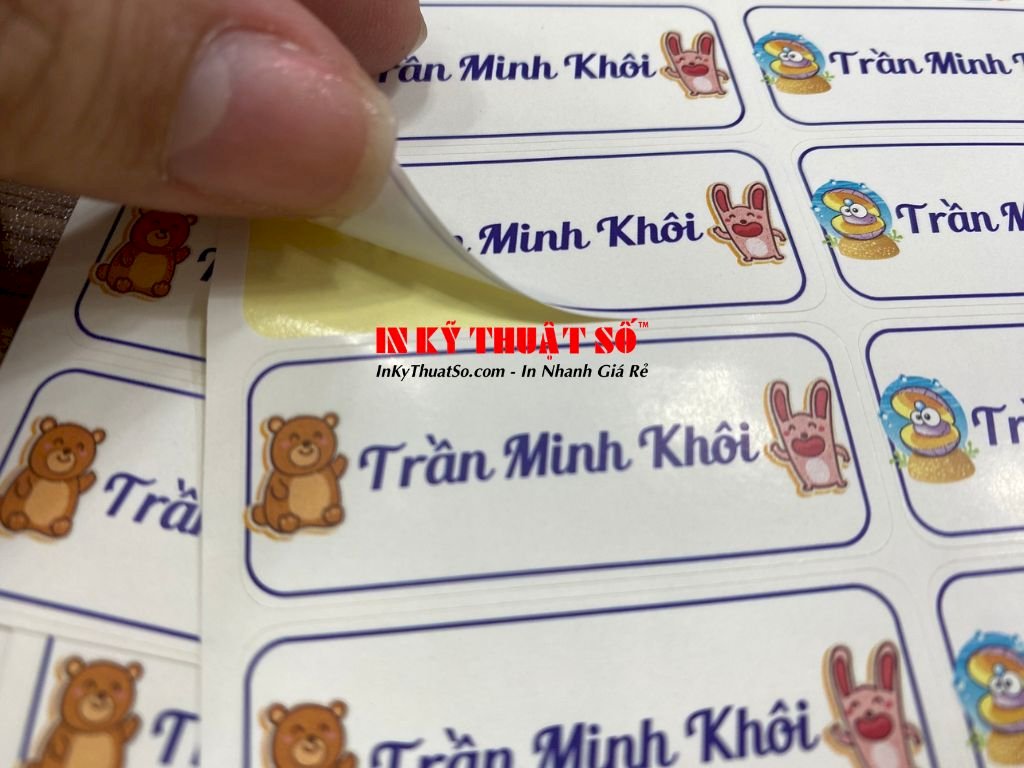 Minh Khôi
Trần Minh
Minh Khôi
Trần
IN KỸ THUẬT SỐ™
InKyThuatSo.com - In Nhanh Giá Rẻ
Trần Minh Khôi
Trần Minh Khôi